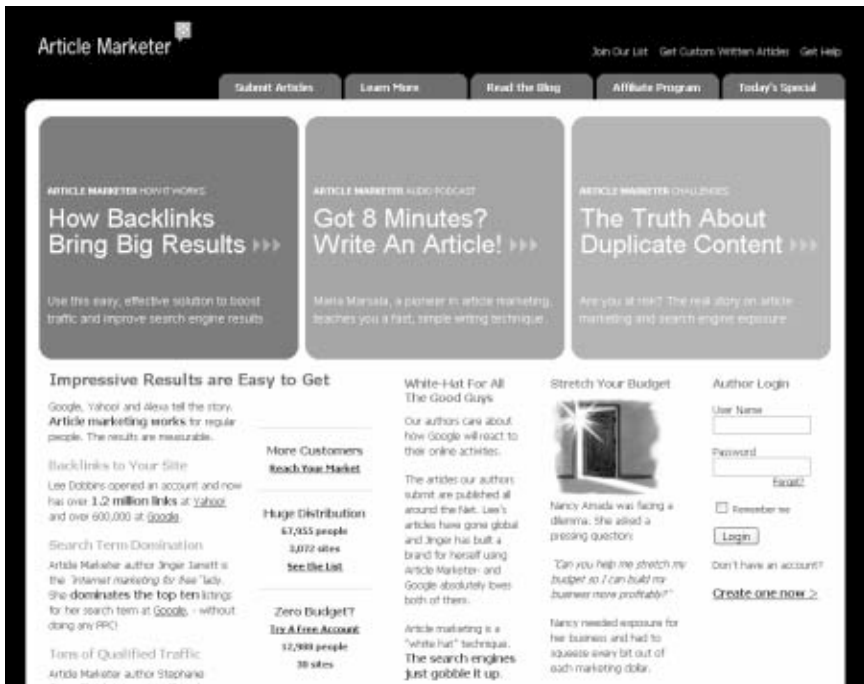 Article Marketer
Join Our List Get Custom Written Articles Get Help
Submit Articles Learn More Read the Blog Affiliate Program Today's Special
ARTICLE MARKETER HOW IT WORKS
How Backlinks
Bring Big Results
Use this easy, effective solution to boost
traffic and improve search engine results
ARTICLE MARKETER AUDIO PODCAST
Got 8 Minutes?
Write An Article!
Maria Marsala, a pioneer in article marketing,
teaches you a fast, simple writing technique.
ARTICLE MARKETER CHALLENGES
The Truth About
Duplicate Content
Are you at risk? The real story on article
marketing and search engine exposure
Impressive Results are Easy to Get
Google, Yahoo! and Alexa tell the story.
Article marketing works for regular
people. The results are measurable.
Backlinks to Your Site
Lee Dobbins opened an account and now
has over 1.2 million links at Yahoo!
and over 600,000 at Google.
Search Term Domination
Article Marketer author Jinger Jarrett is
the "internet marketing for free" lady.
She dominates the top ten listings
for her search term at Google, - without
doing any PPC!
Tons of Qualified Traffic
Article Marketer author Stephanie
More Customers
Reach Your Market
Huge Distribution
67,955 people
3,072 sites
See the List
Zero Budget?
Try A Free Account
12,988 people
38 sites
White-Hat For All
The Good Guys
Our authors care about
how Google will react to
their online activities.
The articles our authors
submit are published all
around the Net. Lee's
articles have gone global
and Jinger has built a
brand for herself using
Article Marketer- and
Google absolutely loves
both of them.
Article marketing is a
"white hat" technique.
The search engines
just gobble it up.
Stretch Your Budget
Nancy Amada was facing a
dilemma. She asked a
pressing question:
"Can you help me stretch my
budget so I can build my
business more profitably?"
Nancy needed exposure for
her business and had to
squeeze every bit out of
each marketing dollar.
Author Login
User Name
Password
Forgot?
Remember me
Login
Don't have an account?
Create one now >